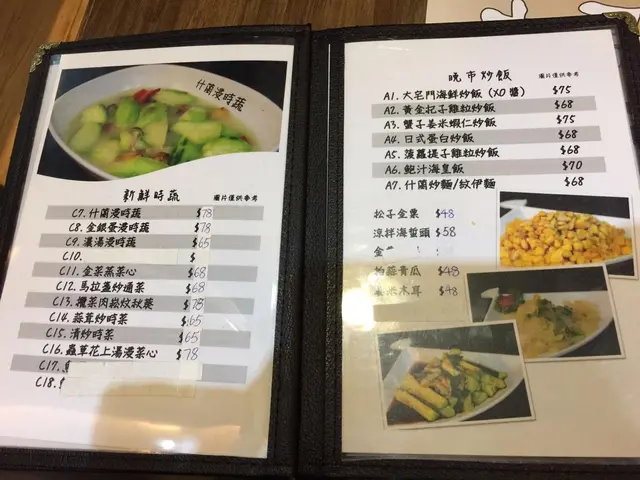 什菌浸時蔬
新鮮時蔬 圖片僅供參考
C7. 什菌浸時蔬 $78
C8. 金銀蛋浸時蔬 $78
C9. 濃湯浸時蔬 $65
C10. $
C11. 金菜蒸菜心 $68
C12. 馬拉盞炒通菜 $68
C13. 欖菜肉崧炆豉菜 $78
C14. 蒜茸炒時菜 $65
C15. 清炒時菜 $65
C16. 蟲草花上湯浸菜心 $78
C17.
C18.
晚市炒飯 圖片僅供參考
A1. 大宅門海鮮炒飯 (XO醬) $75
A2. 黃金玘子雞粒炒飯 $68
A3. 蟹子姜米蝦仁炒飯 $75
A4. 日式蛋白炒飯 $68
A5. 菠蘿提子雞粒炒飯 $68
A6. 鮑汁海皇飯 $70
A7. 什菌炒麵/炆伊麵 $68
松子金粟 $48
涼拌海蜇頭 $58
金
拍蒜青瓜 $48
木耳 $48